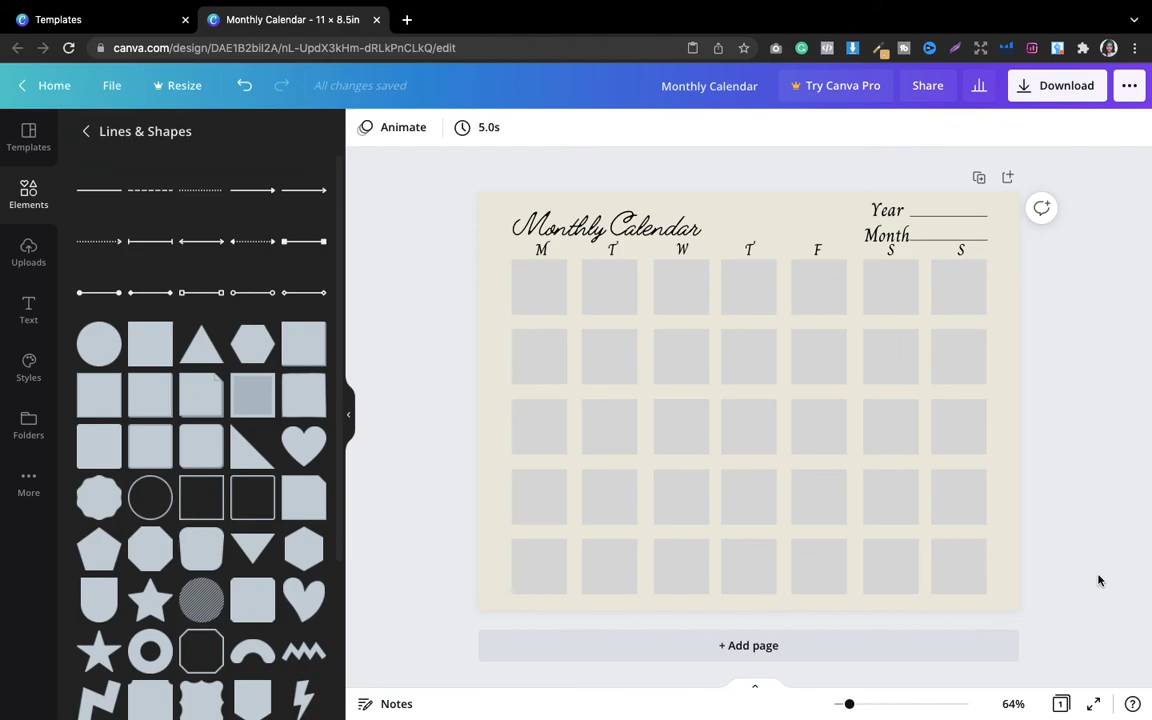 Templates
Monthly Calendar - 11 × 8.5in
canva.com/design/DAE1B2bil2A/nL-UpdX3kHm-dRLkPnCLkQ/edit
Home
File
Resize
All changes saved
Monthly Calendar
Try Canva Pro
Share
Download
Templates
Elements
Uploads
Text
Styles
Folders
More
Lines & Shapes
Animate
5.0s
Monthly Calendar
Year
Month
M T W T F S S
+ Add page
Notes
64%
1